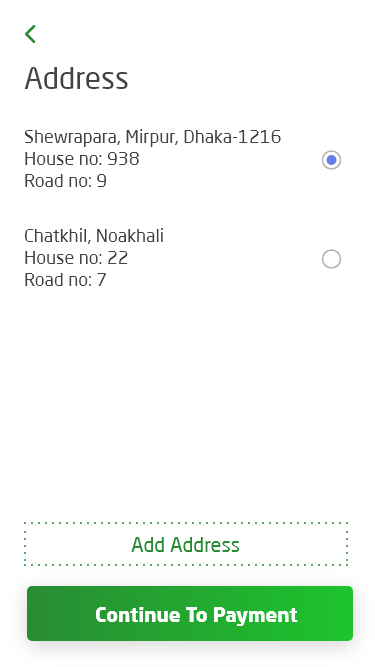 Address
Shewrapara, Mirpur, Dhaka-1216
House no: 938
Road no: 9
Chatkhil, Noakhali
House no: 22
Road no: 7
Add Address
Continue To Payment